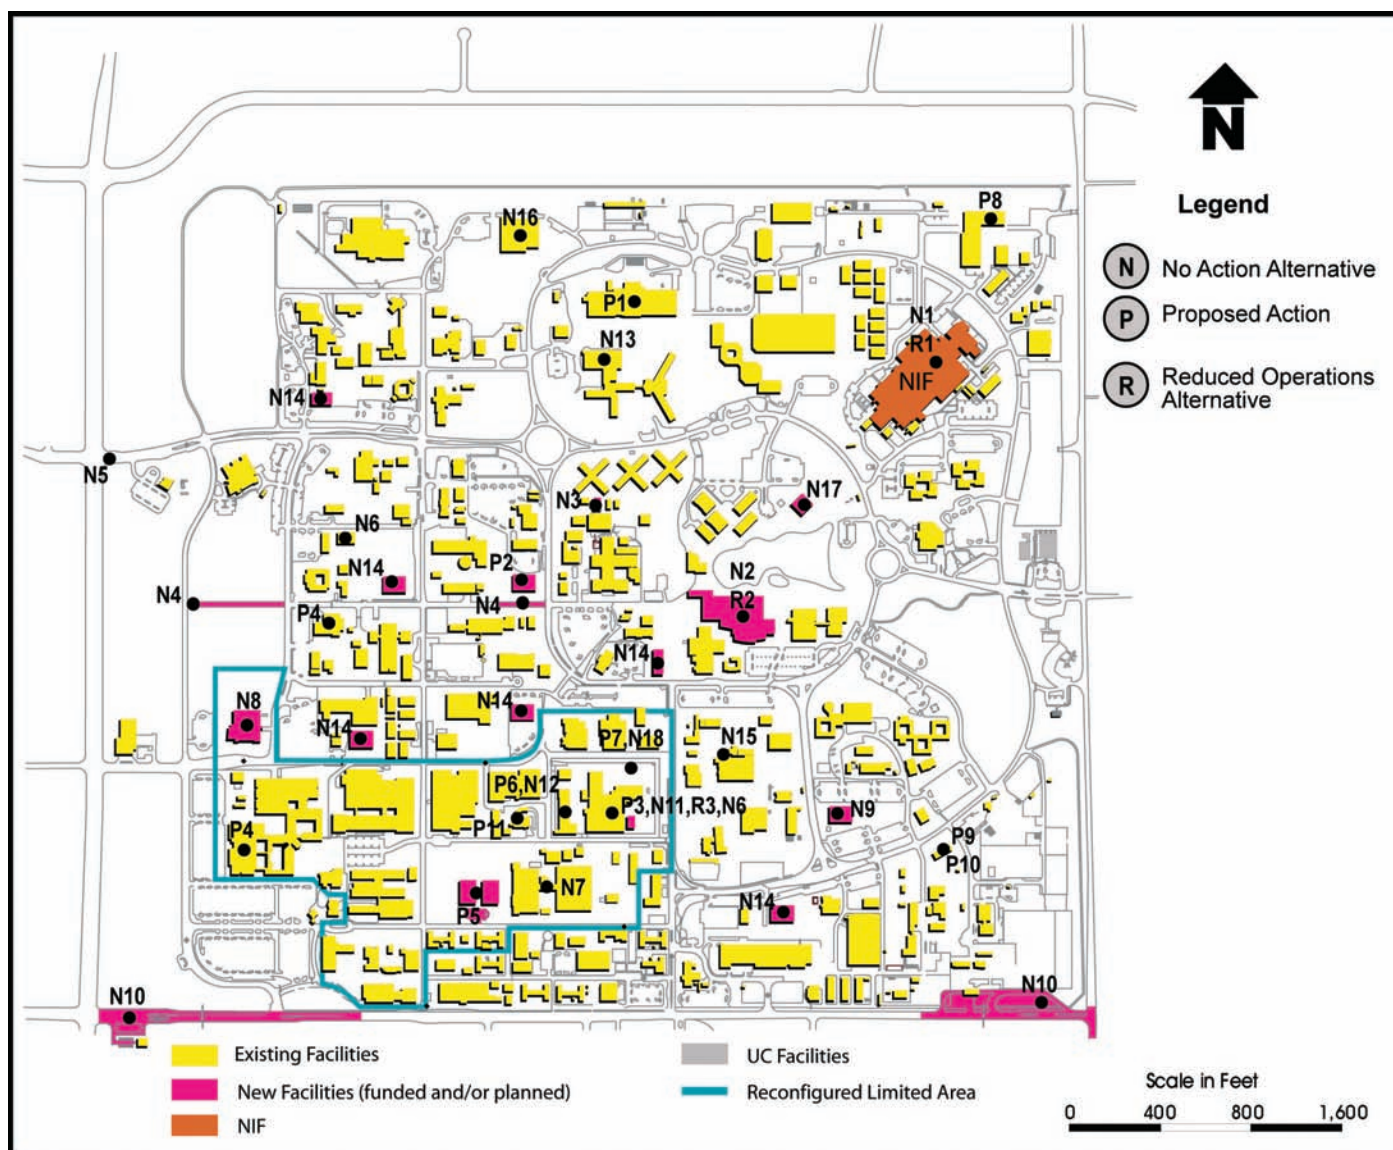 N
Legend
N No Action Alternative
P Proposed Action
R Reduced Operations
Alternative
P8
N16
P1
N1
R1
NIF
N13
N14
N5
N3
N17
N6
N14
P2
N2
N4
N4
R2
P4
N14
N8
N14
N14
P7,N18
N15
P6,N12
P3,N11,R3,N6
N9
P11
P4
P9
P10
N7
P5
N14
N10
N10
Existing Facilities
New Facilities (funded and/or planned)
NIF
UC Facilities
Reconfigured Limited Area
Scale in Feet
0 400 800 1,600